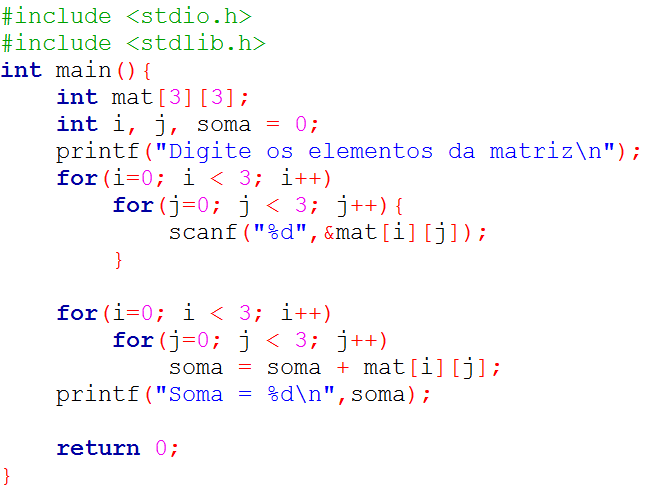 #include <stdio.h>
#include <stdlib.h>
int main(){
    int mat[3][3];
    int i, j, soma = 0;
    printf("Digite os elementos da matriz\n");
    for(i=0; i < 3; i++)
        for(j=0; j < 3; j++){
            scanf("%d",&mat[i][j]);
        }

    for(i=0; i < 3; i++)
        for(j=0; j < 3; j++)
            soma = soma + mat[i][j];
    printf("Soma = %d\n",soma);

    return 0;
}